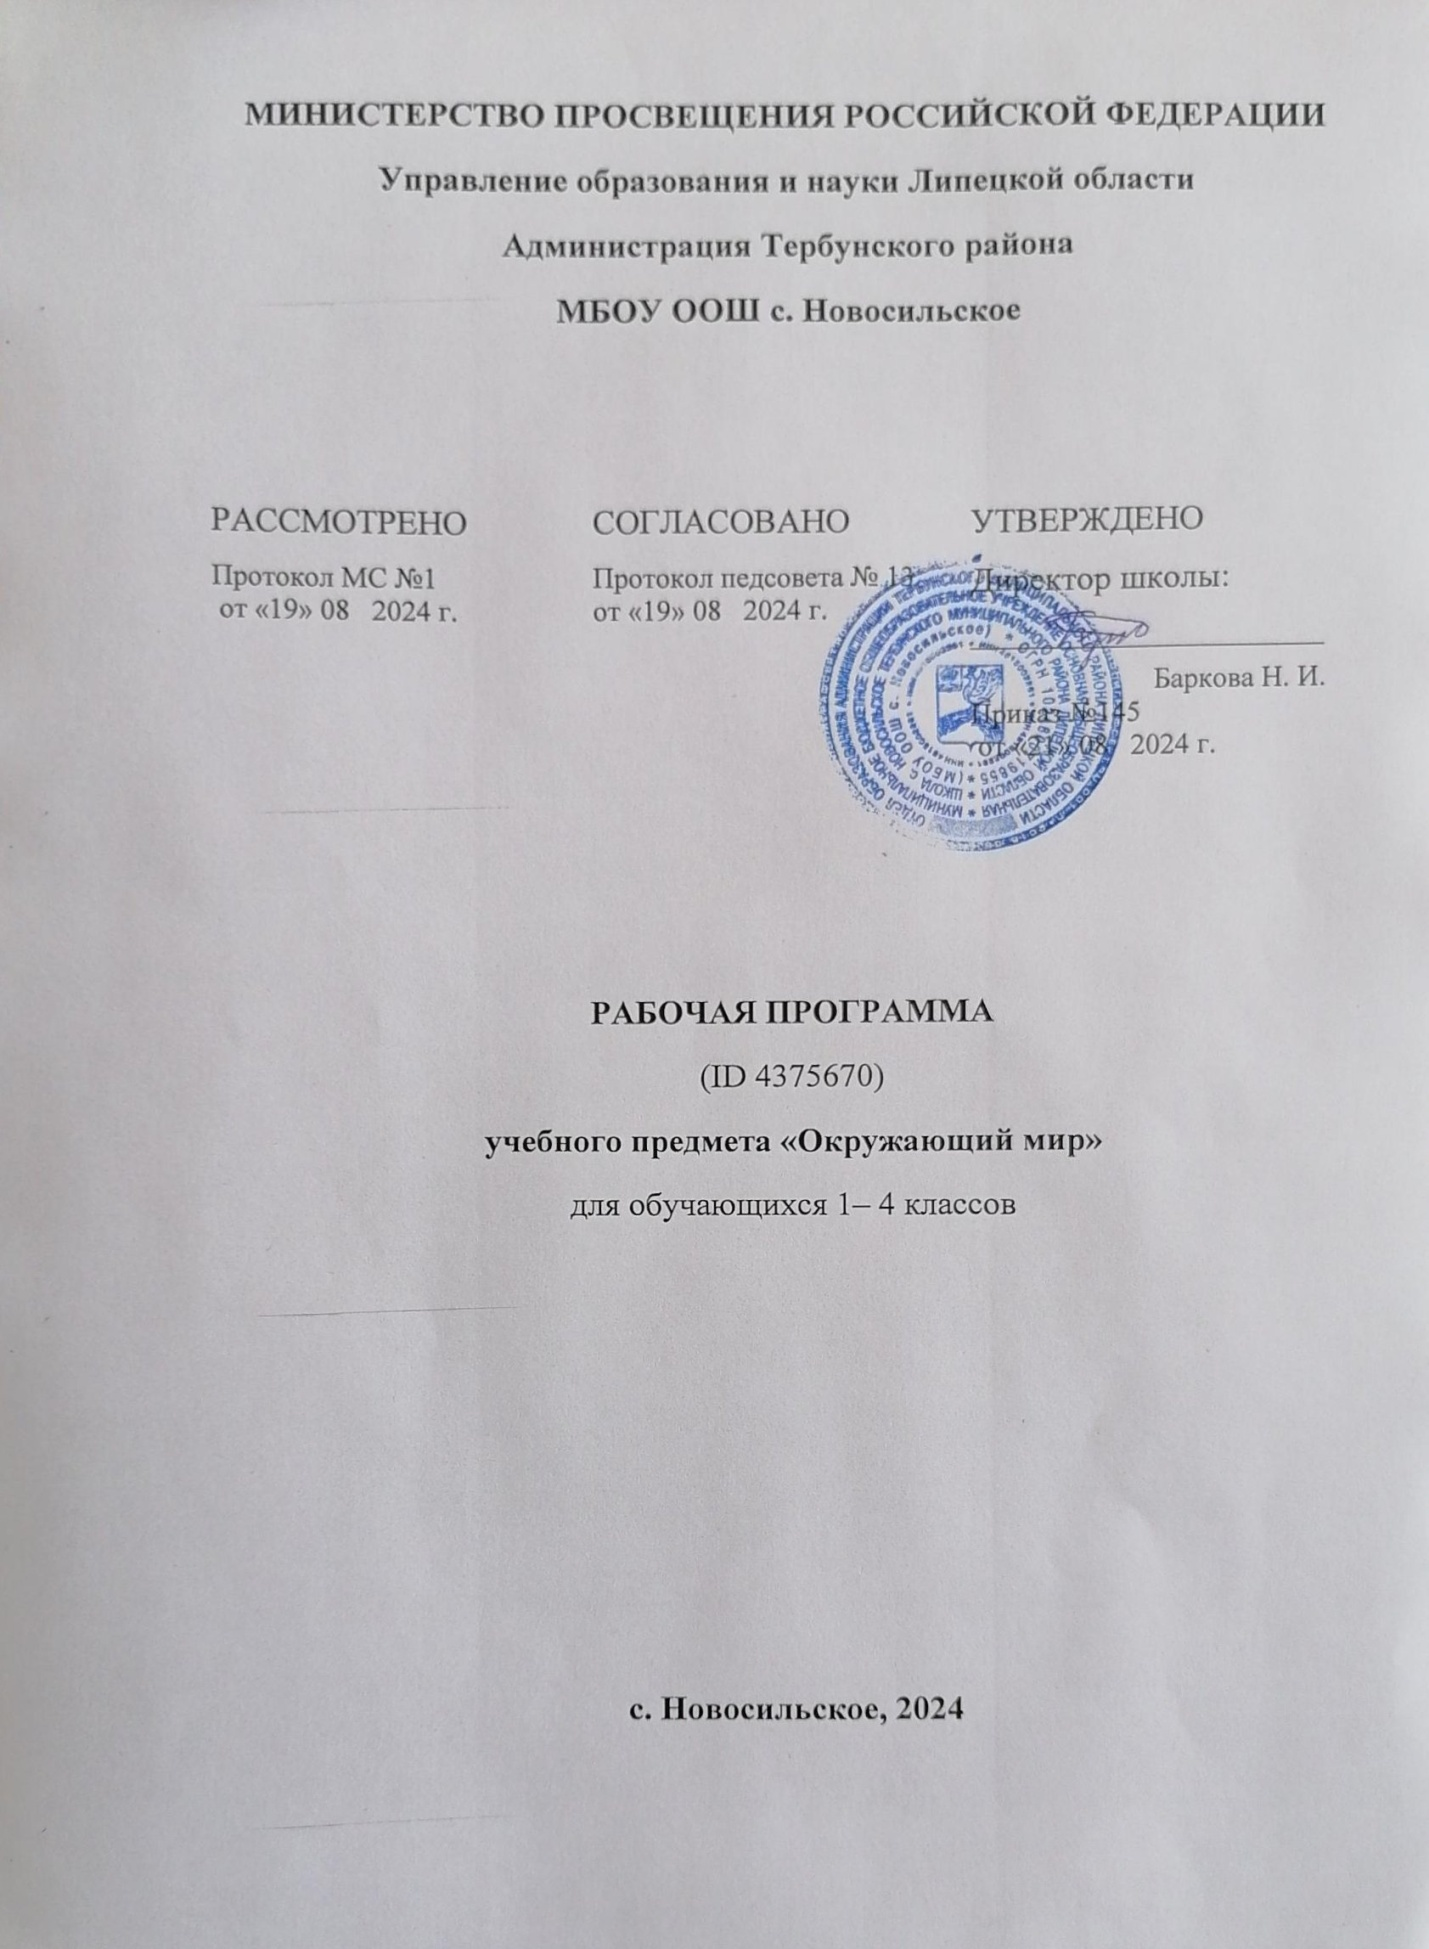 МИНИСТЕРСТВО ПРОСВЕЩЕНИЯ РОССИЙСКОЙ ФЕДЕРАЦИИ
Управление образования и науки Липецкой области
Администрация Тербунского района
МБОУ ООШ с. Новосильское
РАССМОТРЕНО
Протокол МС №1
от «19» 08 2024 г.
СОГЛАСОВАНО
Протокол педсовета № 13
от «19» 08 2024 г.
УТВЕРЖДЕНО
Директор школы:
Баркова Н. И.
Приказ №145
от «21» 08 2024 г.
(МБОУ ООШ с. Новосильское)
РАБОЧАЯ ПРОГРАММА
(ID 4375670)
учебного предмета «Окружающий мир»
для обучающихся 1– 4 классов
с. Новосильское, 2024